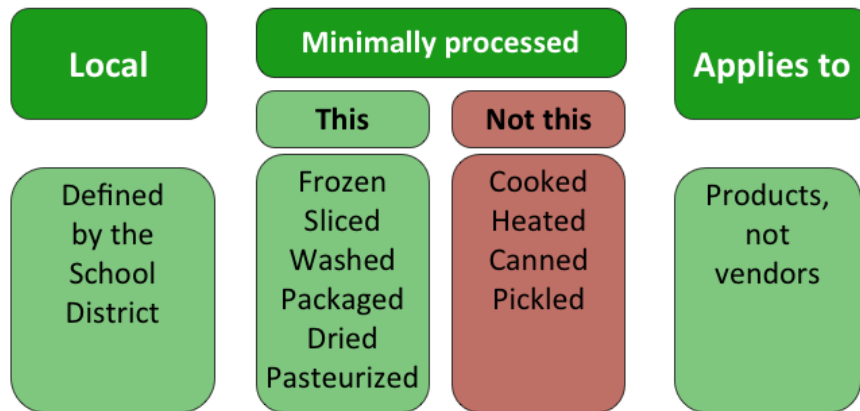 Local
Defined
by the
School
District
Minimally processed
This
Frozen
Sliced
Washed
Packaged
Dried
Pasteurized
Not this
Cooked
Heated
Canned
Pickled
Applies to
Products,
not
vendors